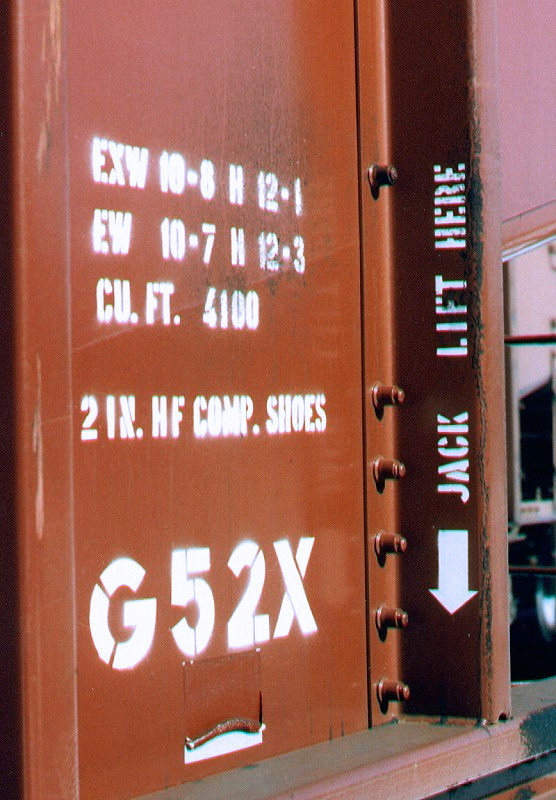 EXW 10-8 H 12-1
EW 10-7 H 12-3
CU. FT. 4100
2 IN. HF COMP. SHOES
G52X
JACK LIFT HERE